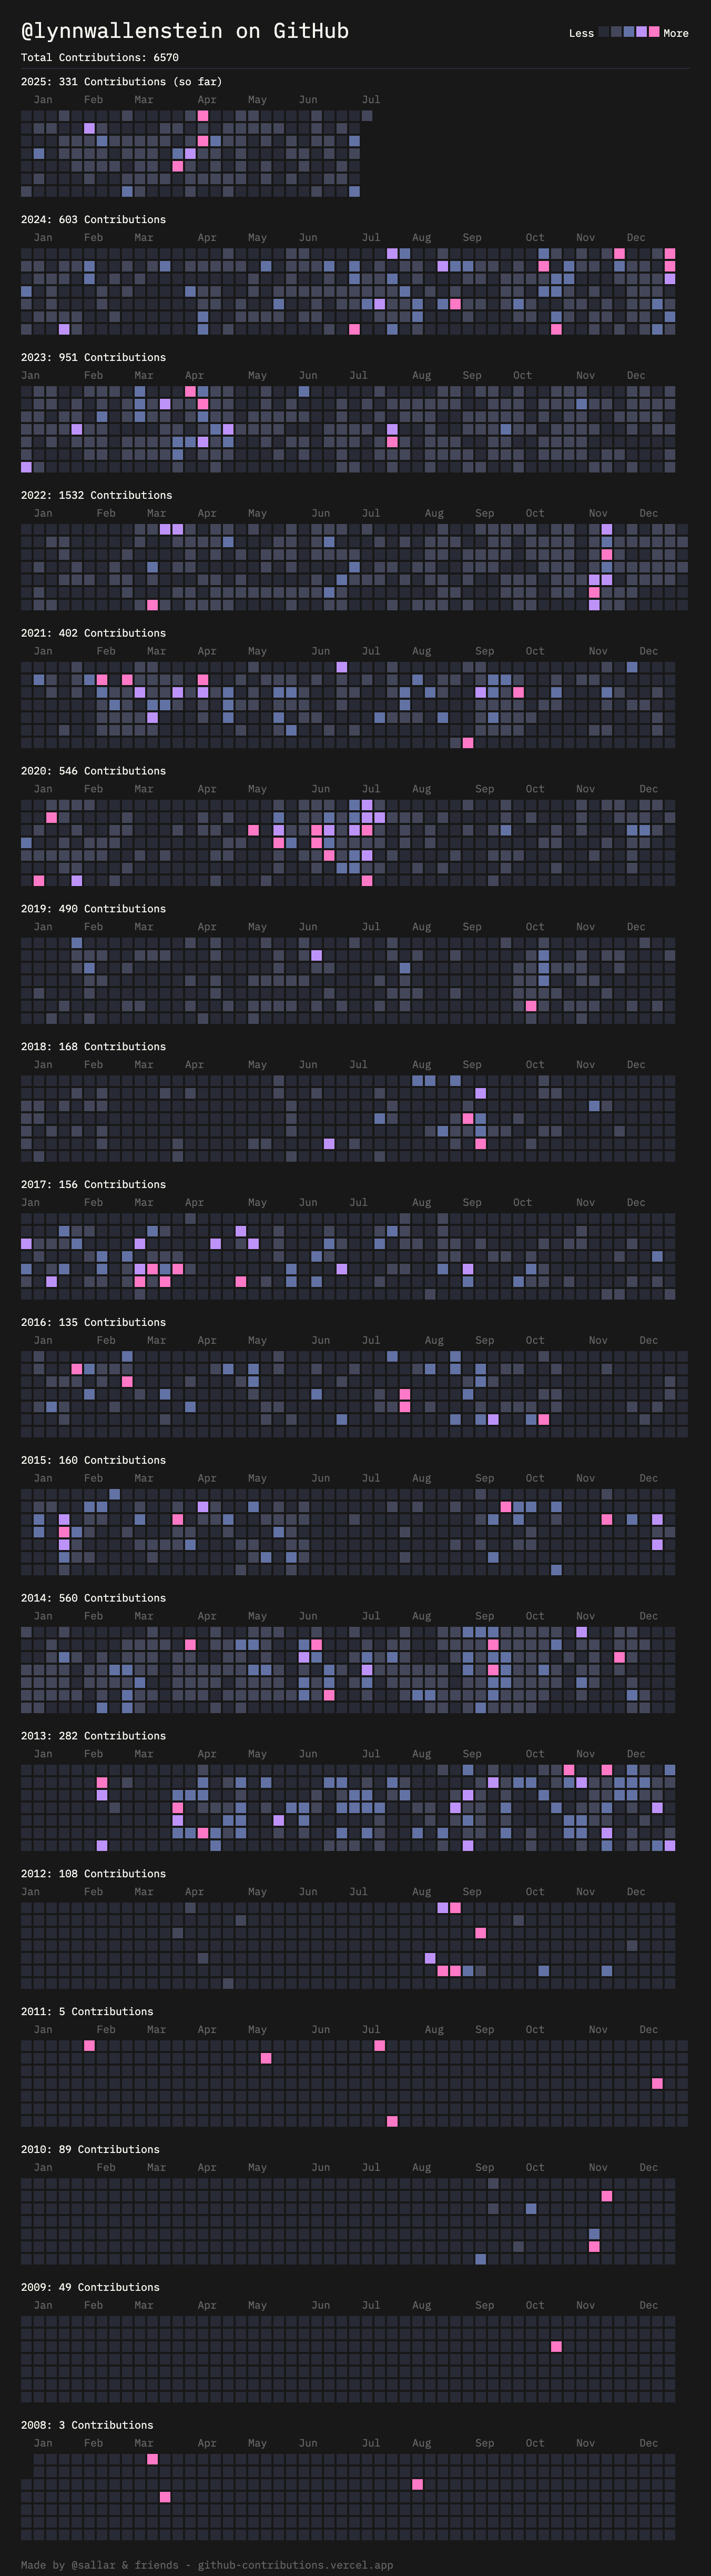 @lynnwallenstein on GitHub
Less More
Total Contributions: 6570
2025: 331 Contributions (so far)
Jan Feb Mar Apr May Jun Jul
2024: 603 Contributions
Jan Feb Mar Apr May Jun Jul Aug Sep Oct Nov Dec
2023: 951 Contributions
Jan Feb Mar Apr May Jun Jul Aug Sep Oct Nov Dec
2022: 1532 Contributions
Jan Feb Mar Apr May Jun Jul Aug Sep Oct Nov Dec
2021: 402 Contributions
Jan Feb Mar Apr May Jun Jul Aug Sep Oct Nov Dec
2020: 546 Contributions
Jan Feb Mar Apr May Jun Jul Aug Sep Oct Nov Dec
2019: 490 Contributions
Jan Feb Mar Apr May Jun Jul Aug Sep Oct Nov Dec
2018: 168 Contributions
Jan Feb Mar Apr May Jun Jul Aug Sep Oct Nov Dec
2017: 156 Contributions
Jan Feb Mar Apr May Jun Jul Aug Sep Oct Nov Dec
2016: 135 Contributions
Jan Feb Mar Apr May Jun Jul Aug Sep Oct Nov Dec
2015: 160 Contributions
Jan Feb Mar Apr May Jun Jul Aug Sep Oct Nov Dec
2014: 560 Contributions
Jan Feb Mar Apr May Jun Jul Aug Sep Oct Nov Dec
2013: 282 Contributions
Jan Feb Mar Apr May Jun Jul Aug Sep Oct Nov Dec
2012: 108 Contributions
Jan Feb Mar Apr May Jun Jul Aug Sep Oct Nov Dec
2011: 5 Contributions
Jan Feb Mar Apr May Jun Jul Aug Sep Oct Nov Dec
2010: 89 Contributions
Jan Feb Mar Apr May Jun Jul Aug Sep Oct Nov Dec
2009: 49 Contributions
Jan Feb Mar Apr May Jun Jul Aug Sep Oct Nov Dec
2008: 3 Contributions
Jan Feb Mar Apr May Jun Jul Aug Sep Oct Nov Dec
Made by @sallar & friends - github-contributions.vercel.app